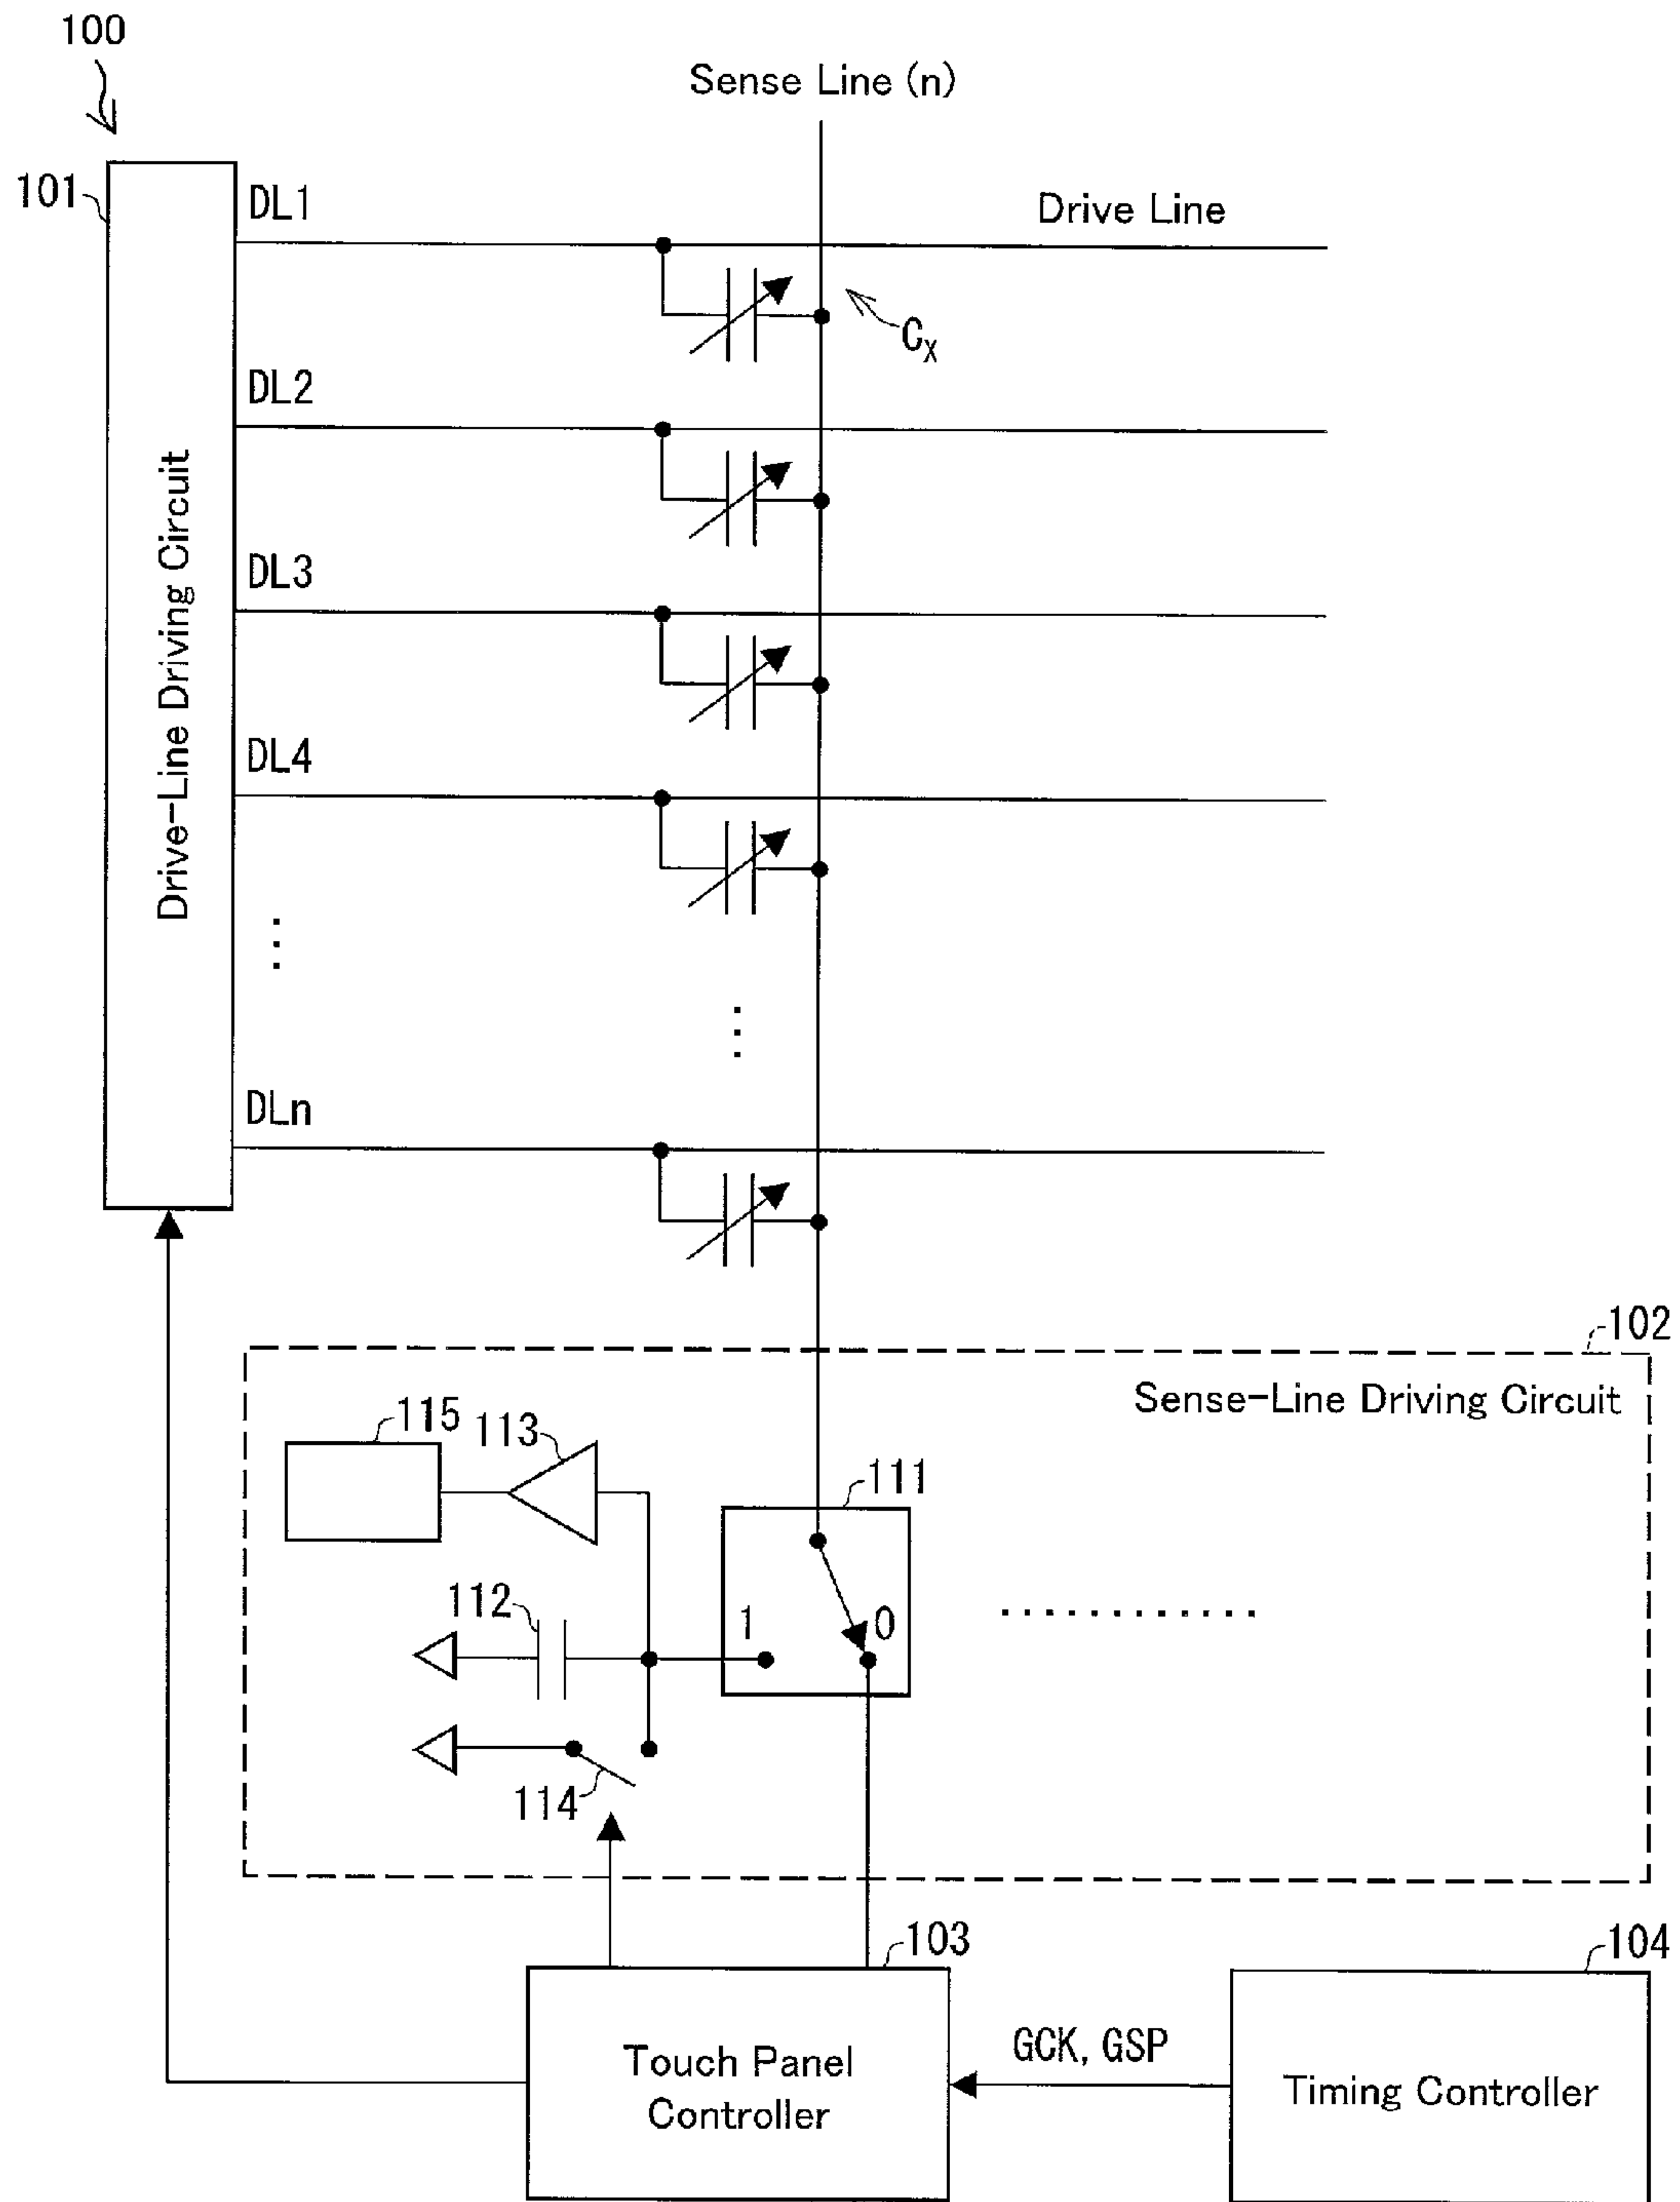 100
Sense Line (n)
101
DL1
Drive Line
Cx
DL2
DL3
Drive-Line Driving Circuit
DL4
⋮
⋮
DLn
102
Sense-Line Driving Circuit
115
113
111
112
1
0
............
114
103
104
GCK, GSP
Touch Panel
Controller
Timing Controller